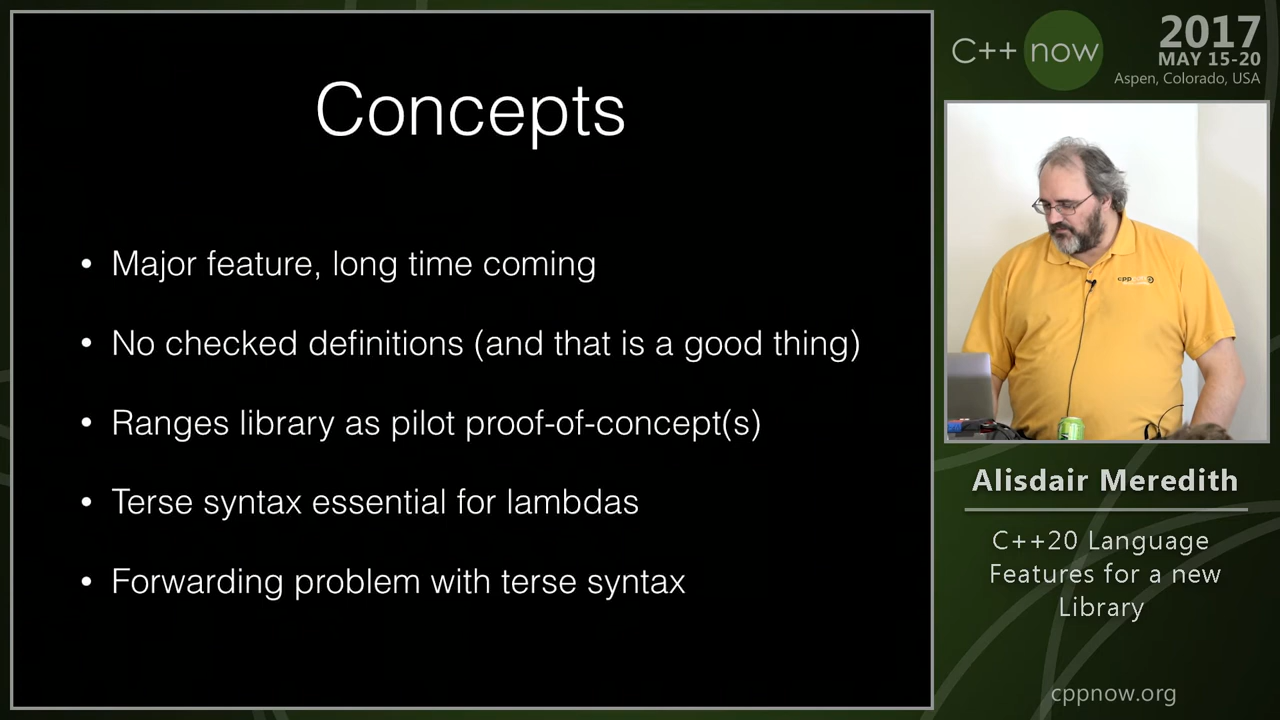 Concepts
• Major feature, long time coming
• No checked definitions (and that is a good thing)
• Ranges library as pilot proof-of-concept(s)
• Terse syntax essential for lambdas
• Forwarding problem with terse syntax
C++ now
2017
MAY 15-20
Aspen, Colorado, USA
Alisdair Meredith
C++20 Language
Features for a new
Library
cppnow.org